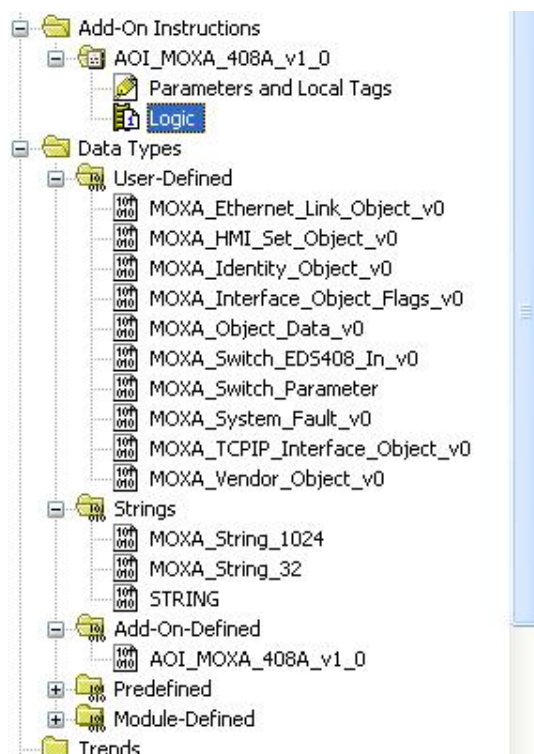 Add-On Instructions
AOI_MOXA_408A_v1_0
Parameters and Local Tags
Logic
Data Types
User-Defined
MOXA_Ethernet_Link_Object_v0
MOXA_HMI_Set_Object_v0
MOXA_Identity_Object_v0
MOXA_Interface_Object_Flags_v0
MOXA_Object_Data_v0
MOXA_Switch_EDS408_In_v0
MOXA_Switch_Parameter
MOXA_System_Fault_v0
MOXA_TCPIP_Interface_Object_v0
MOXA_Vendor_Object_v0
Strings
MOXA_String_1024
MOXA_String_32
STRING
Add-On-Defined
AOI_MOXA_408A_v1_0
Predefined
Module-Defined
Trends